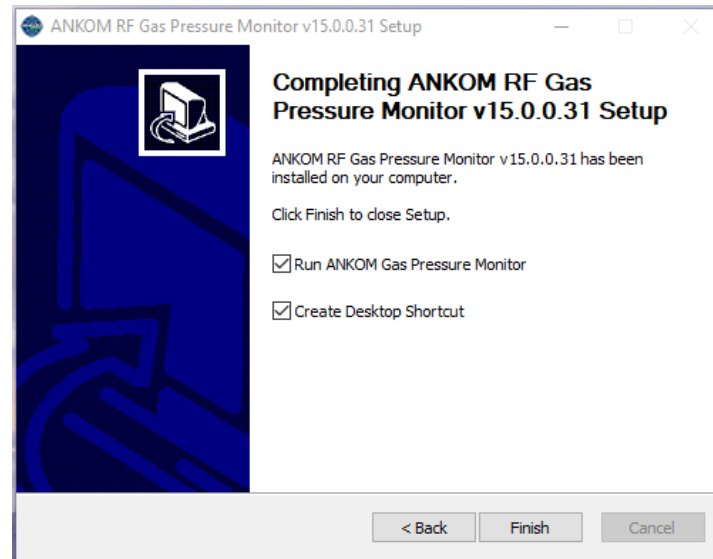 ANKOM RF Gas Pressure Monitor v15.0.0.31 Setup
Completing ANKOM RF Gas
Pressure Monitor v15.0.0.31 Setup
ANKOM RF Gas Pressure Monitor v15.0.0.31 has been
installed on your computer.
Click Finish to close Setup.
Run ANKOM Gas Pressure Monitor
Create Desktop Shortcut
< Back
Finish
Cancel